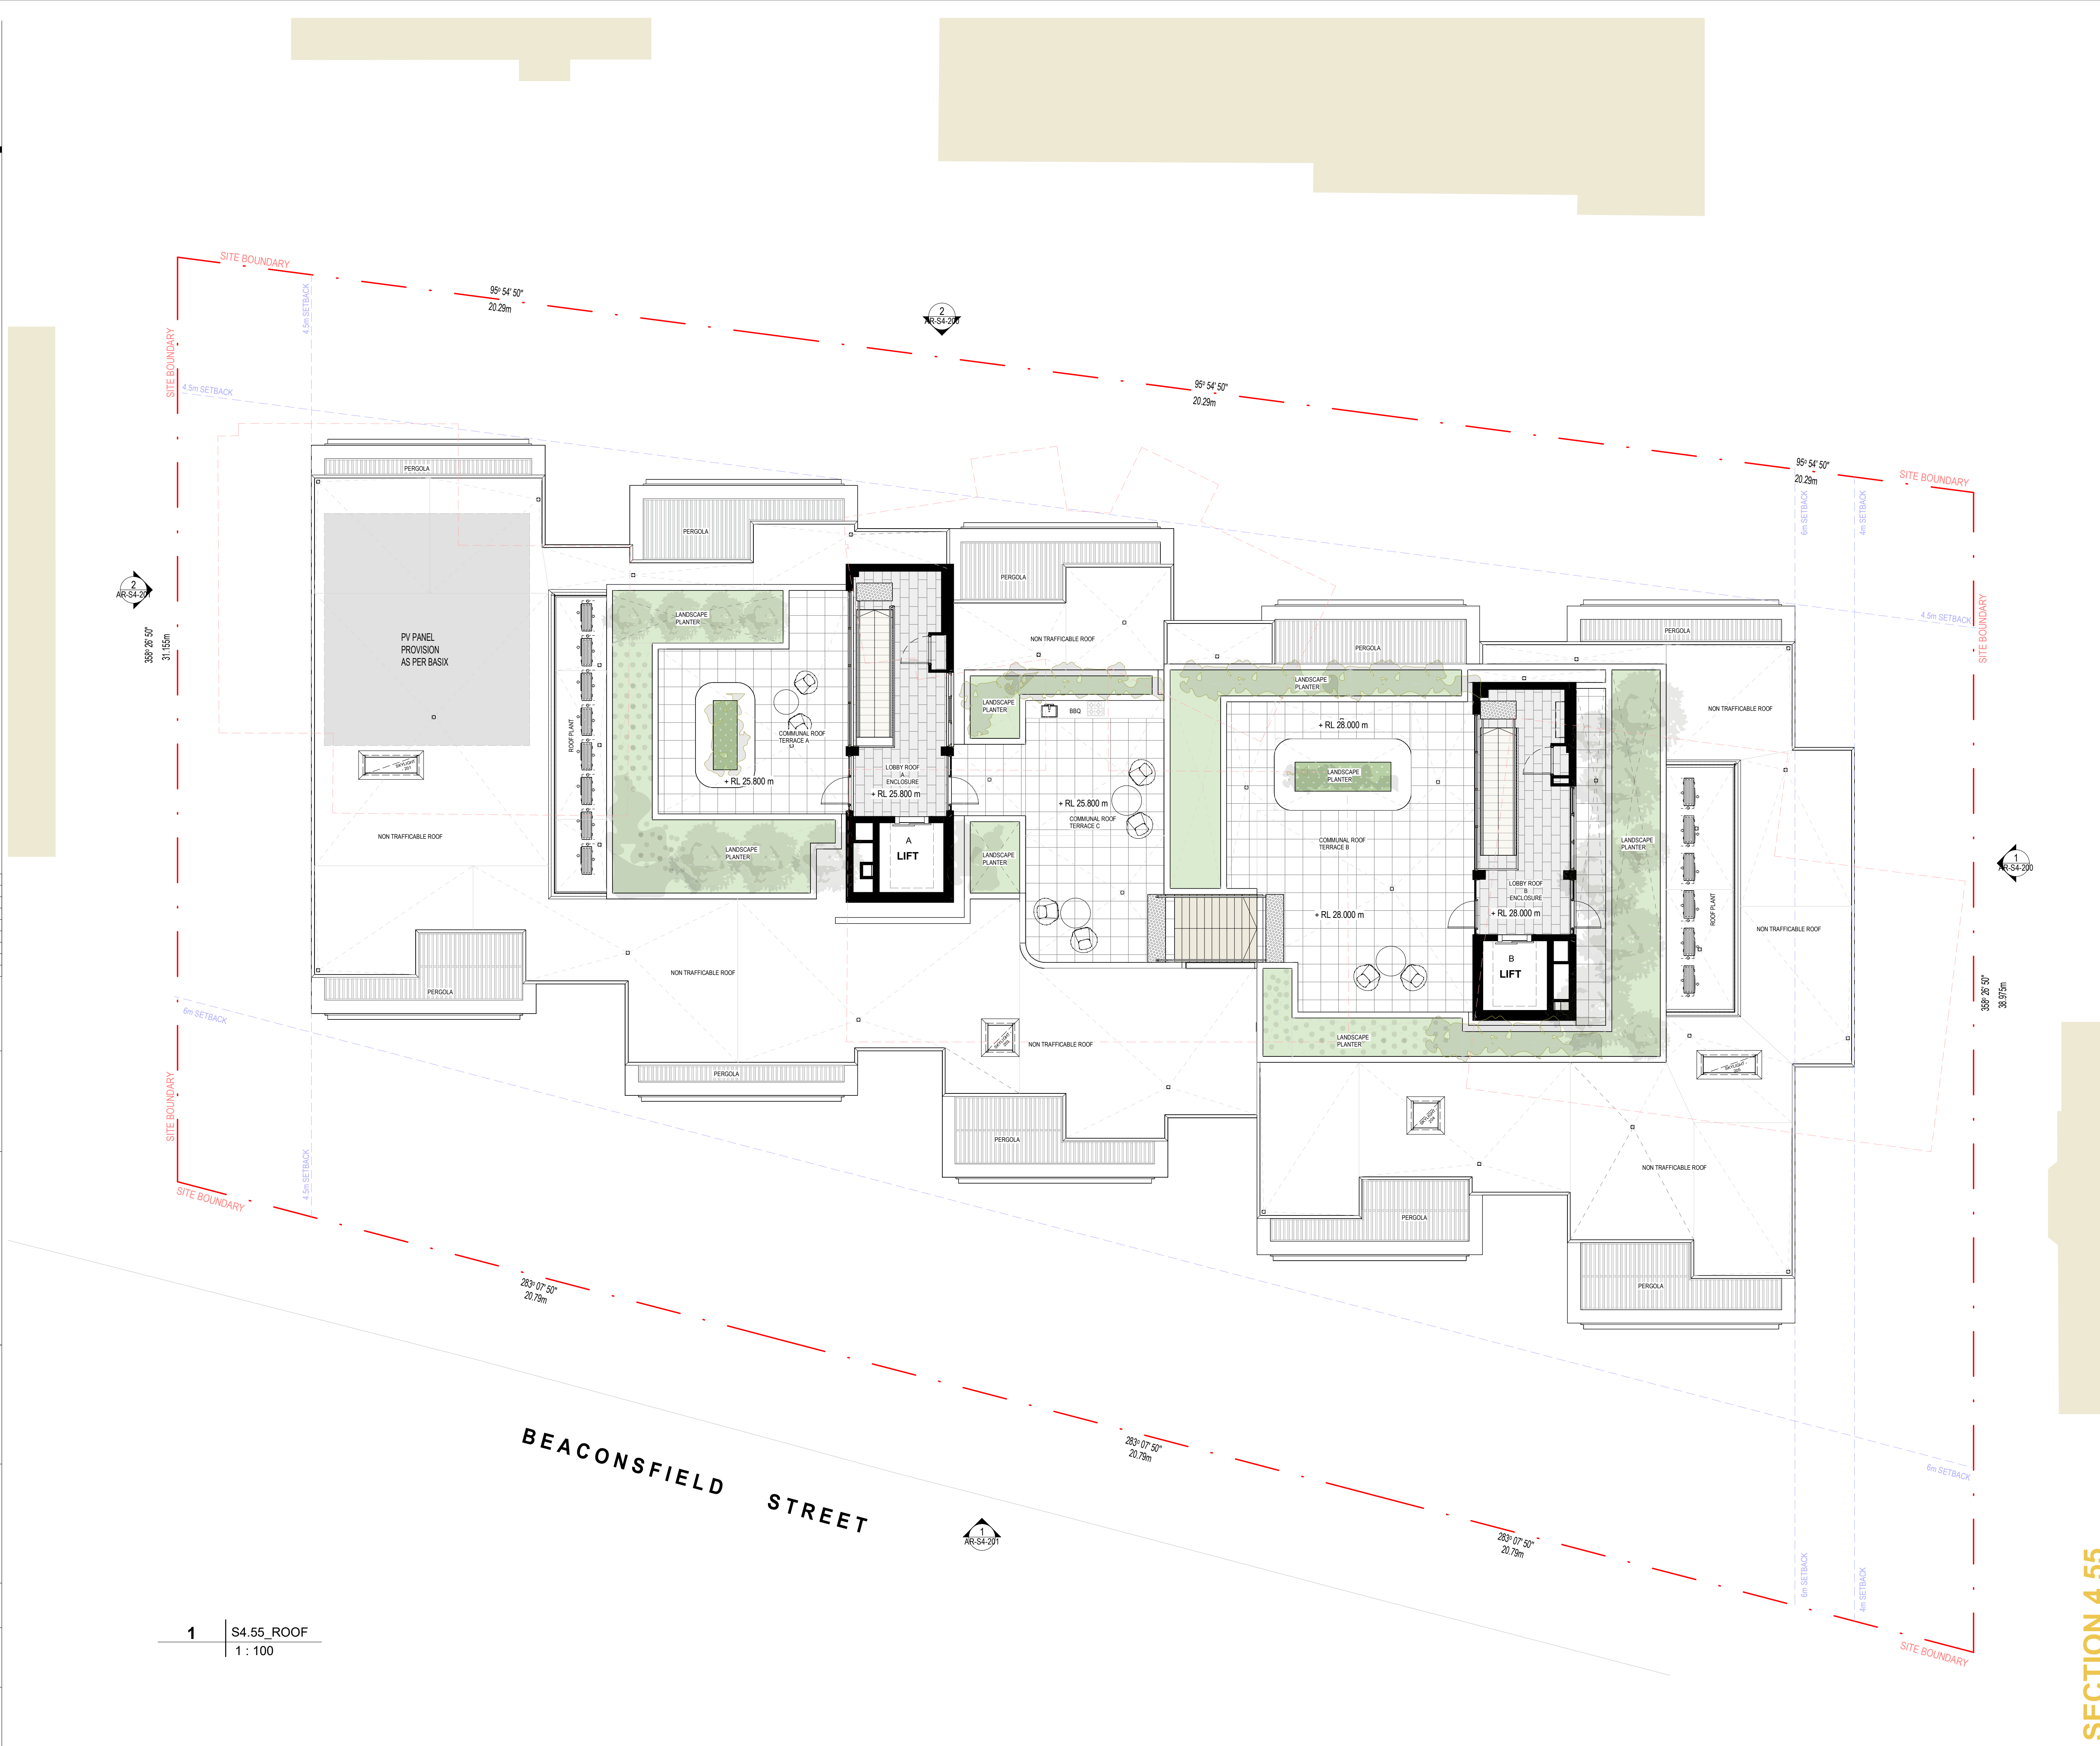 SITE BOUNDARY
4.5m SETBACK
95° 54' 50"
20.29m
2
AR-S4-200
SITE BOUNDARY
4.5m SETBACK
95° 54' 50"
20.29m
95° 54' 50"
20.29m
SITE BOUNDARY
6m SETBACK
4m SETBACK
PERGOLA
PERGOLA
PERGOLA
PERGOLA
PERGOLA
4.5m SETBACK
SITE BOUNDARY
2
AR-S4-201
358° 26' 50"
31.155m
PV PANEL
PROVISION
AS PER BASIX
ROOF PLANT
LANDSCAPE
PLANTER
NON TRAFFICABLE ROOF
LANDSCAPE
PLANTER
BBQ
LANDSCAPE
PLANTER
+ RL 28.000 m
NON TRAFFICABLE ROOF
COMMUNAL ROOF
TERRACE A
+ RL 25.800 m
LOBBY ROOF
A
ENCLOSURE
+ RL 25.800 m
+ RL 25.800 m
COMMUNAL ROOF
TERRACE C
LANDSCAPE
PLANTER
SKYLIGHT
NON TRAFFICABLE ROOF
LANDSCAPE
PLANTER
A
LIFT
LANDSCAPE
PLANTER
COMMUNAL ROOF
TERRACE B
LANDSCAPE
PLANTER
1
AR-S4-200
LOBBY ROOF
B
ENCLOSURE
+ RL 28.000 m
+ RL 28.000 m
ROOF PLANT
NON TRAFFICABLE ROOF
B
LIFT
NON TRAFFICABLE ROOF
PERGOLA
358° 26' 50"
38.975m
6m SETBACK
SKYLIGHT
NON TRAFFICABLE ROOF
LANDSCAPE
PLANTER
SKYLIGHT
PERGOLA
SKYLIGHT
SITE BOUNDARY
PERGOLA
NON TRAFFICABLE ROOF
4.5m SETBACK
SITE BOUNDARY
PERGOLA
PERGOLA
283° 07' 50"
20.79m
BEACONSFIELD STREET
283° 07' 50"
20.79m
6m SETBACK
1
AR-S4-201
283° 07' 50"
20.79m
6m SETBACK
4m SETBACK
SITE BOUNDARY
1
S4.55_ROOF
1 : 100
SECTION 4.55